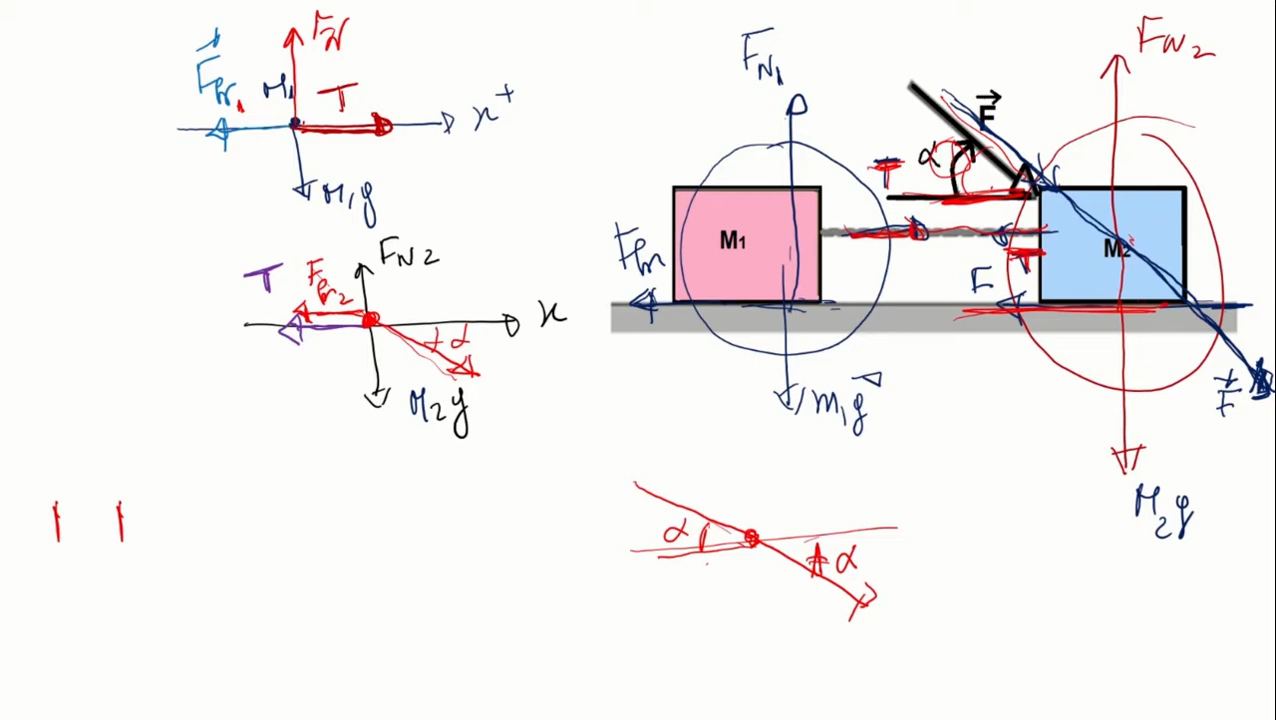 F_N
F_fr1
M1
T
x+
M1g
T
F_fr2
F_N2
x
α
M2g
F_N1
F_N2
F
α
T
M1
M2
F_fr
T
F
m1g
F
M2g
α
α